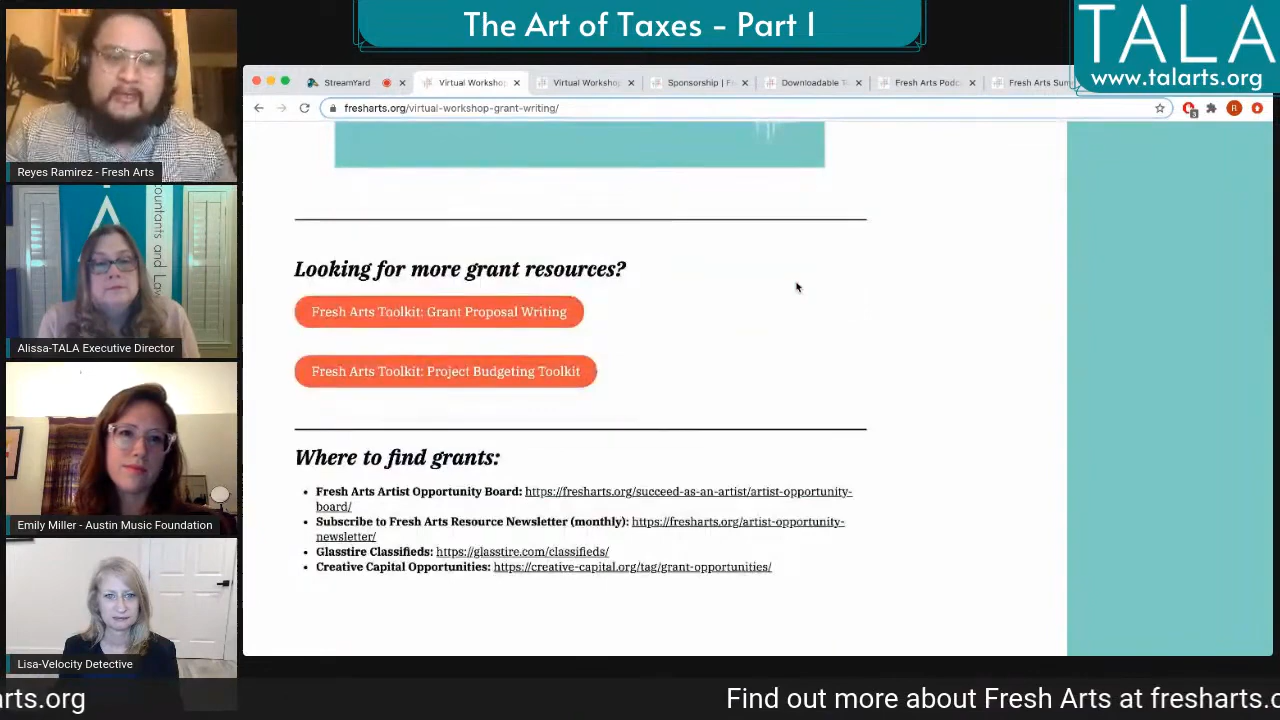 The Art of Taxes - Part 1
TALA
www.talarts.org
StreamYard
Virtual Worksho
Virtual Worksho
Sponsorship | Fr
Downloadable T
Fresh Arts Podc
Fresh Arts Sum
fresharts.org/virtual-workshop-grant-writing/
Looking for more grant resources?
Fresh Arts Toolkit: Grant Proposal Writing
Fresh Arts Toolkit: Project Budgeting Toolkit
Where to find grants:
Fresh Arts Artist Opportunity Board: https://fresharts.org/succeed-as-an-artist/artist-opportunity-
board/
Subscribe to Fresh Arts Resource Newsletter (monthly): https://fresharts.org/artist-opportunity-
newsletter/
Glasstire Classifieds: https://glasstire.com/classifieds/
Creative Capital Opportunities: https://creative-capital.org/tag/grant-opportunities/
Reyes Ramirez - Fresh Arts
ountants and Law
Alissa-TALA Executive Director
Emily Miller - Austin Music Foundation
Lisa-Velocity Detective
arts.org
Find out more about Fresh Arts at fresharts.o